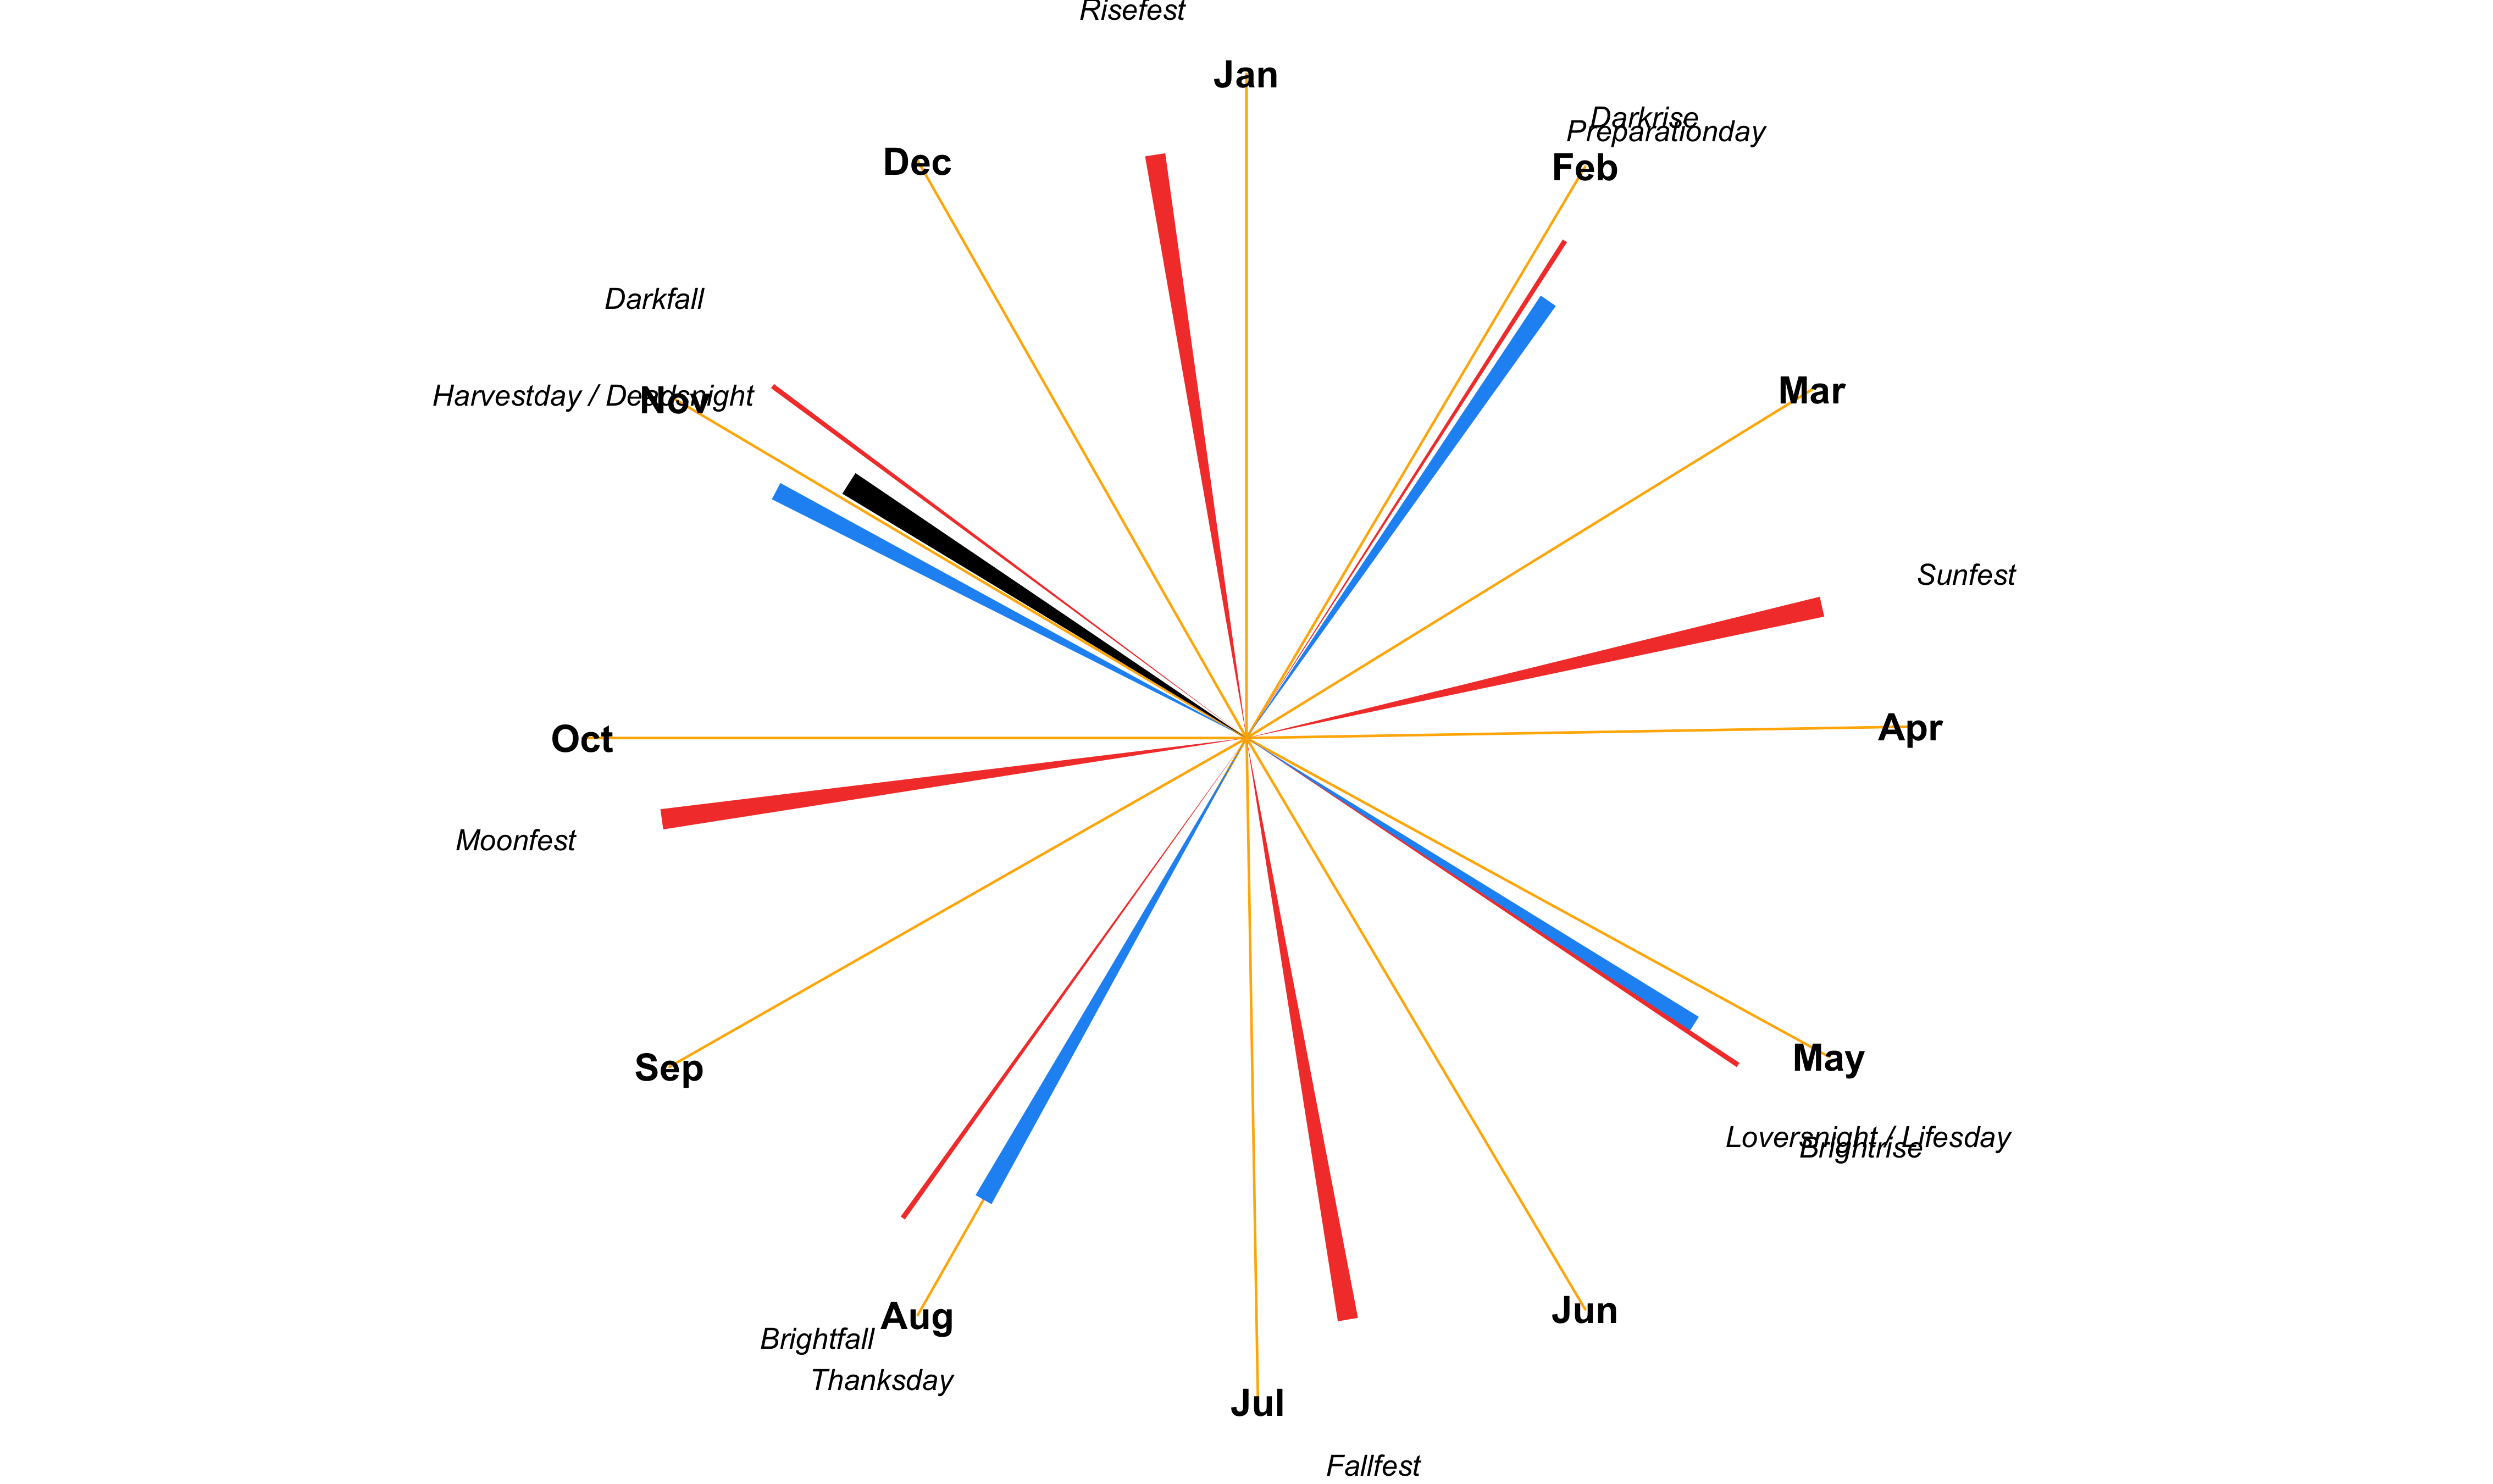 Risefest
Jan
Darkrise
Preparationday
Dec
Feb
Darkfall
Mar
Harvestday / Deadsnight
Nov
Sunfest
Apr
Oct
Moonfest
May
Sep
Loversnight / Lifesday
Brightrise
Jun
Aug
Brightfall
Thanksday
Jul
Fallfest